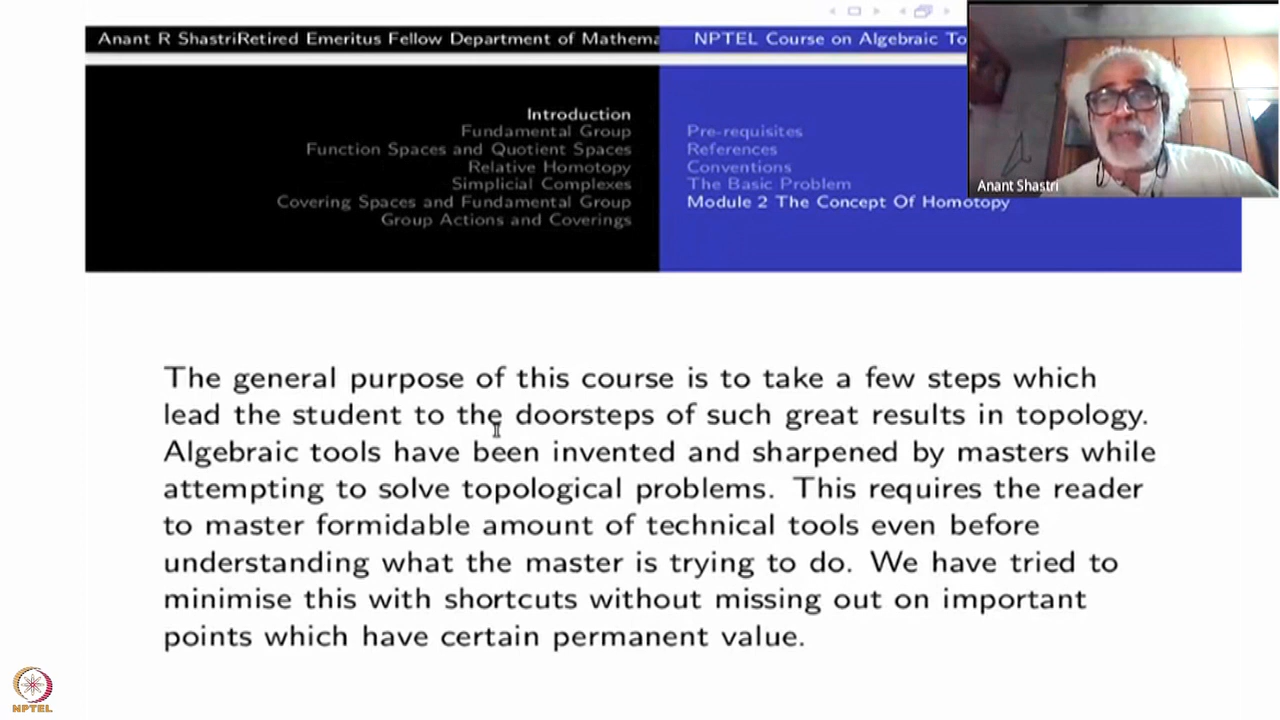 Anant R ShastriRetired Emeritus Fellow Department of Mathema
NPTEL Course on Algebraic To
Introduction
Fundamental Group
Function Spaces and Quotient Spaces
Relative Homotopy
Simplicial Complexes
Covering Spaces and Fundamental Group
Group Actions and Coverings
Pre-requisites
References
Conventions
The Basic Problem
Module 2 The Concept Of Homotopy
Anant Shastri
The general purpose of this course is to take a few steps which
lead the student to the doorsteps of such great results in topology.
Algebraic tools have been invented and sharpened by masters while
attempting to solve topological problems. This requires the reader
to master formidable amount of technical tools even before
understanding what the master is trying to do. We have tried to
minimise this with shortcuts without missing out on important
points which have certain permanent value.
NPTEL